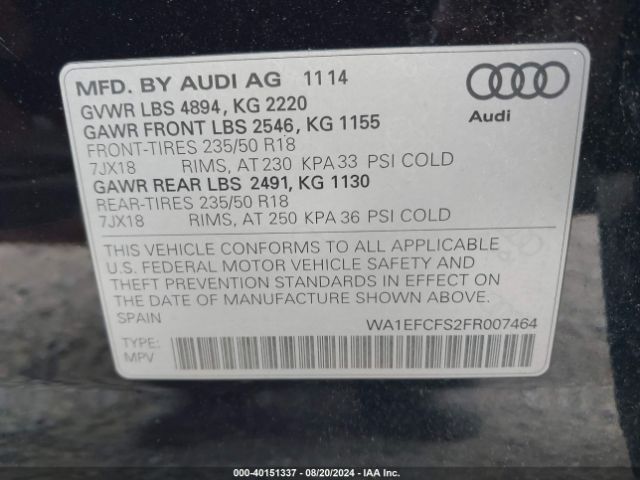 MFD. BY AUDI AG 11 14
GVWR LBS 4894, KG 2220
GAWR FRONT LBS 2546, KG 1155
FRONT-TIRES 235/50 R18
7JX18 RIMS, AT 230 KPA 33 PSI COLD
GAWR REAR LBS 2491, KG 1130
REAR-TIRES 235/50 R18
7JX18 RIMS, AT 250 KPA 36 PSI COLD
Audi
THIS VEHICLE CONFORMS TO ALL APPLICABLE
U.S. FEDERAL MOTOR VEHICLE SAFETY AND
THEFT PREVENTION STANDARDS IN EFFECT ON
THE DATE OF MANUFACTURE SHOWN ABOVE.
SPAIN WA1EFCFS2FR007464
TYPE:
MPV
000-40151337 - 08/20/2024 - IAA Inc.